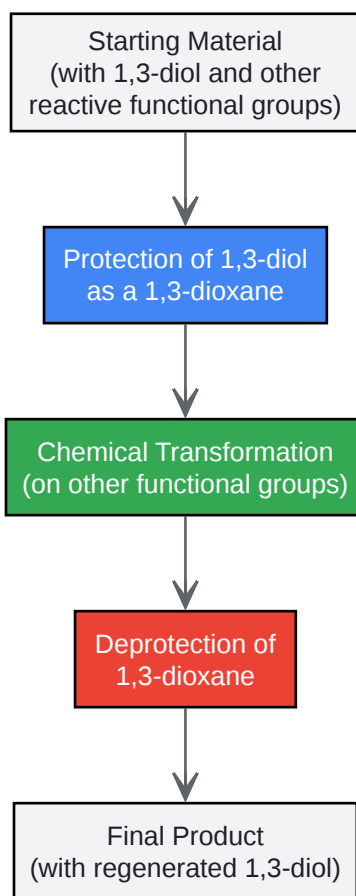 Starting Material
(with 1,3-diol and other
reactive functional groups)
Protection of 1,3-diol
as a 1,3-dioxane
Chemical Transformation
(on other functional groups)
Deprotection of
1,3-dioxane
Final Product
(with regenerated 1,3-diol)